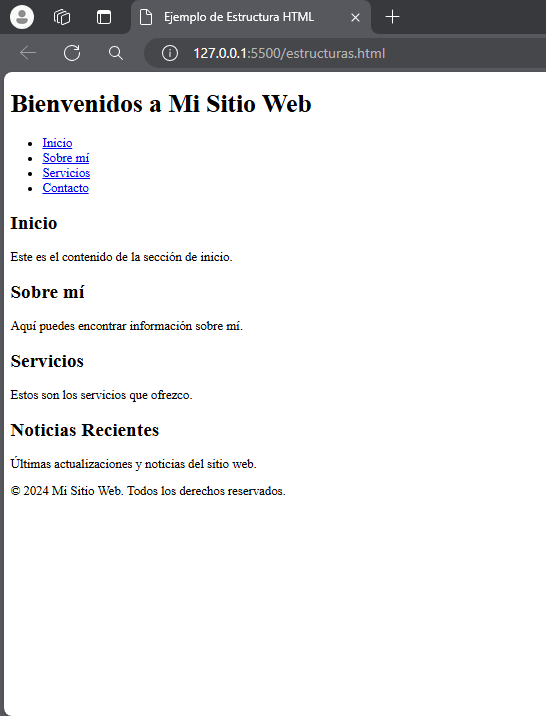 Ejemplo de Estructura HTML
127.0.0.1:5500/estructuras.html
Bienvenidos a Mi Sitio Web
Inicio
Sobre mí
Servicios
Contacto
Inicio
Este es el contenido de la sección de inicio.
Sobre mí
Aquí puedes encontrar información sobre mí.
Servicios
Estos son los servicios que ofrezco.
Noticias Recientes
Últimas actualizaciones y noticias del sitio web.
© 2024 Mi Sitio Web. Todos los derechos reservados.